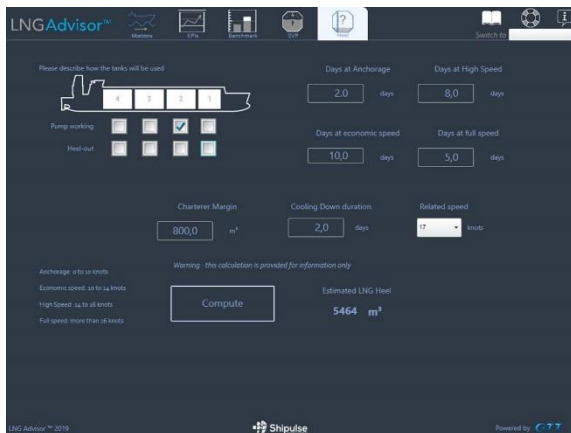 LNGAdvisor™
Motions
KPIs
Benchmark
EVP
Heel
Switch to
Please describe how the tanks will be used
4 3 2 1
Pump working
Heel-out
Days at Anchorage
Days at High Speed
2.0 days
8,0 days
Days at economic speed
Days at full speed
10,0 days
5,0 days
Charterer Margin
Cooling Down duration
Related speed
800,0 m³
2,0 days
17 knots
Warning : this calculation is provided for information only
Anchorage: 0 to 10 knots
Economic speed: 10 to 14 knots
High Speed: 14 to 16 knots
Full speed: more than 16 knots
Compute
Estimated LNG Heel
5464 m³
LNG Advisor ™ 2019
Shipulse
Powered by GTT